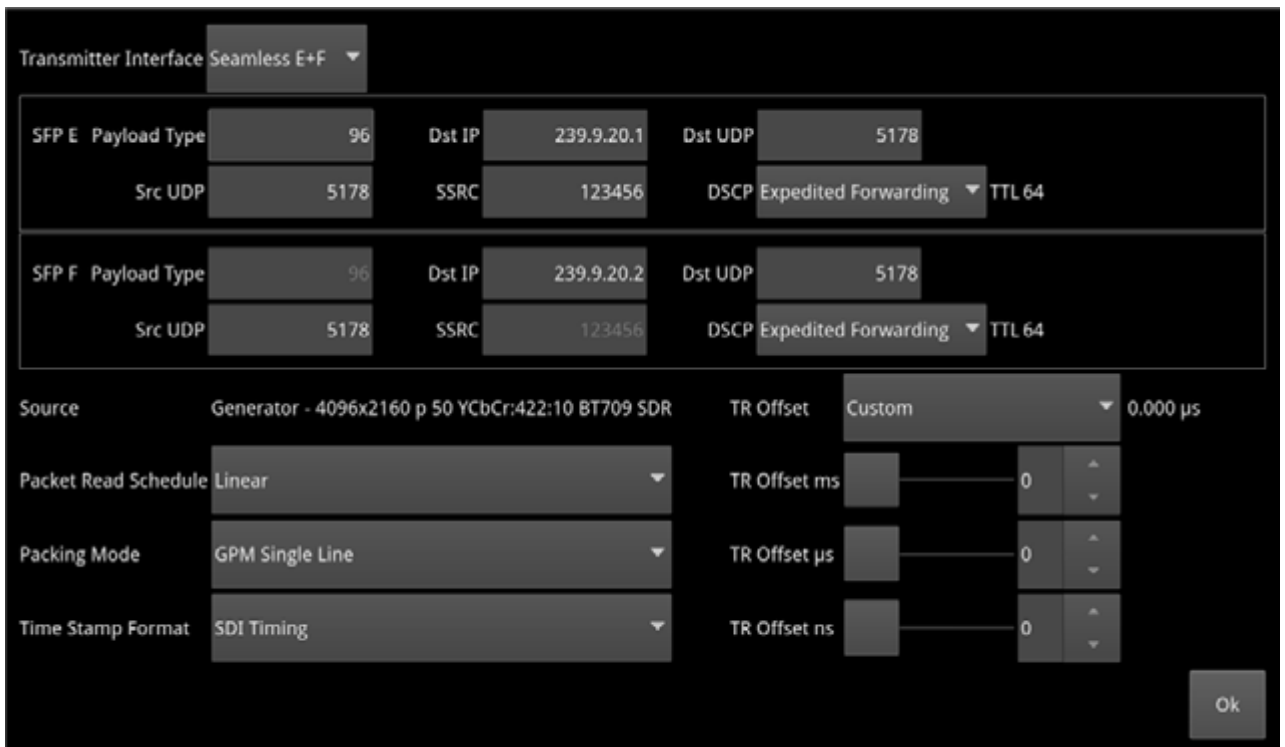 Transmitter Interface Seamless E+F
SFP E Payload Type 96 Dst IP 239.9.20.1 Dst UDP 5178
Src UDP 5178 SSRC 123456 DSCP Expedited Forwarding TTL 64
SFP F Payload Type 96 Dst IP 239.9.20.2 Dst UDP 5178
Src UDP 5178 SSRC 123456 DSCP Expedited Forwarding TTL 64
Source Generator - 4096x2160 p 50 YCbCr:422:10 BT709 SDR TR Offset Custom 0.000 µs
Packet Read Schedule Linear TR Offset ms 0
Packing Mode GPM Single Line TR Offset µs 0
Time Stamp Format SDI Timing TR Offset ns 0
Ok